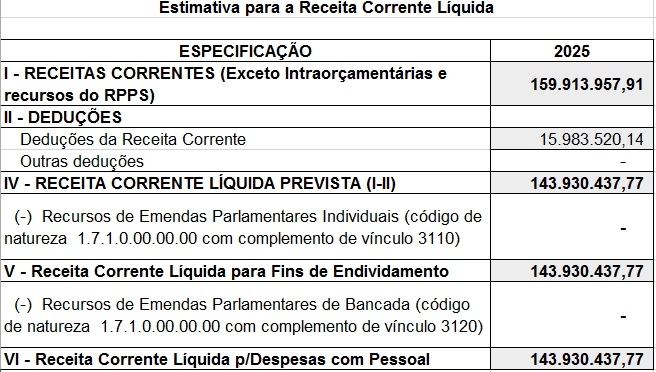 Estimativa para a Receita Corrente Líquida
ESPECIFICAÇÃO 2025
I - RECEITAS CORRENTES (Exceto Intraorçamentárias e
recursos do RPPS) 159.913.957,91
II - DEDUÇÕES
Deduções da Receita Corrente 15.983.520,14
Outras deduções -
IV - RECEITA CORRENTE LÍQUIDA PREVISTA (I-II) 143.930.437,77
(-) Recursos de Emendas Parlamentares Individuais (código de
natureza 1.7.1.0.00.00.00 com complemento de vínculo 3110) -
V - Receita Corrente Líquida para Fins de Endividamento 143.930.437,77
(-) Recursos de Emendas Parlamentares de Bancada (código
de natureza 1.7.1.0.00.00.00 com complemento de vínculo 3120) -
VI - Receita Corrente Líquida p/Despesas com Pessoal 143.930.437,77